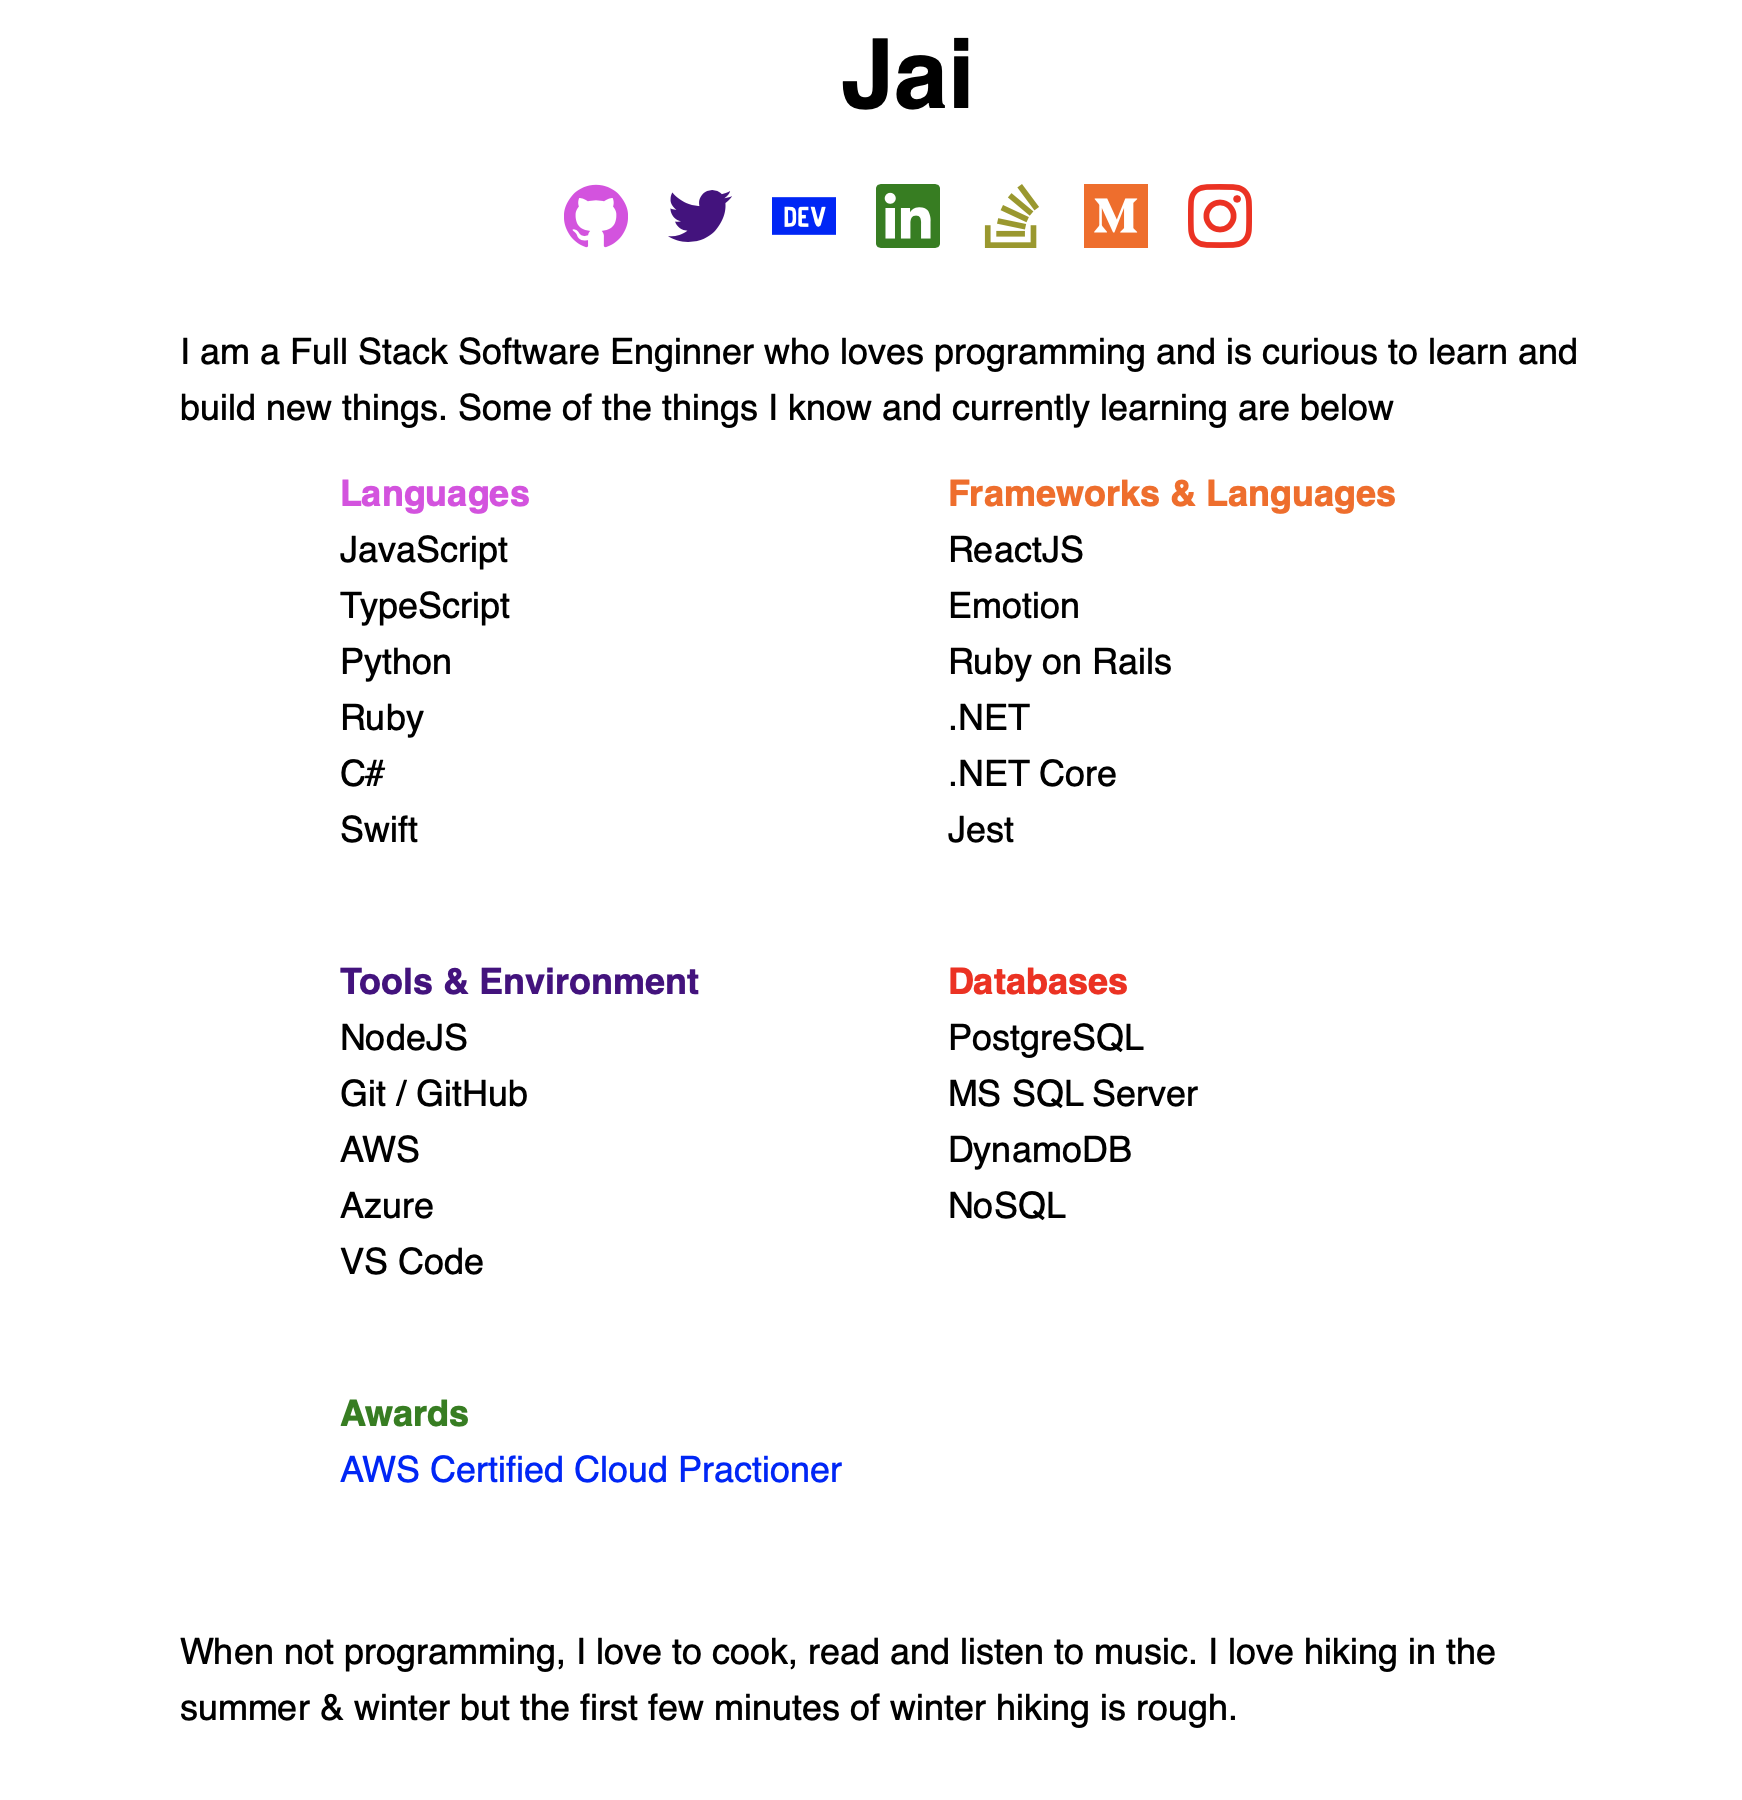 Jai
DEV in M
I am a Full Stack Software Enginner who loves programming and is curious to learn and
build new things. Some of the things I know and currently learning are below
Languages
JavaScript
TypeScript
Python
Ruby
C#
Swift
Frameworks & Languages
ReactJS
Emotion
Ruby on Rails
.NET
.NET Core
Jest
Tools & Environment
NodeJS
Git / GitHub
AWS
Azure
VS Code
Databases
PostgreSQL
MS SQL Server
DynamoDB
NoSQL
Awards
AWS Certified Cloud Practioner
When not programming, I love to cook, read and listen to music. I love hiking in the
summer & winter but the first few minutes of winter hiking is rough.